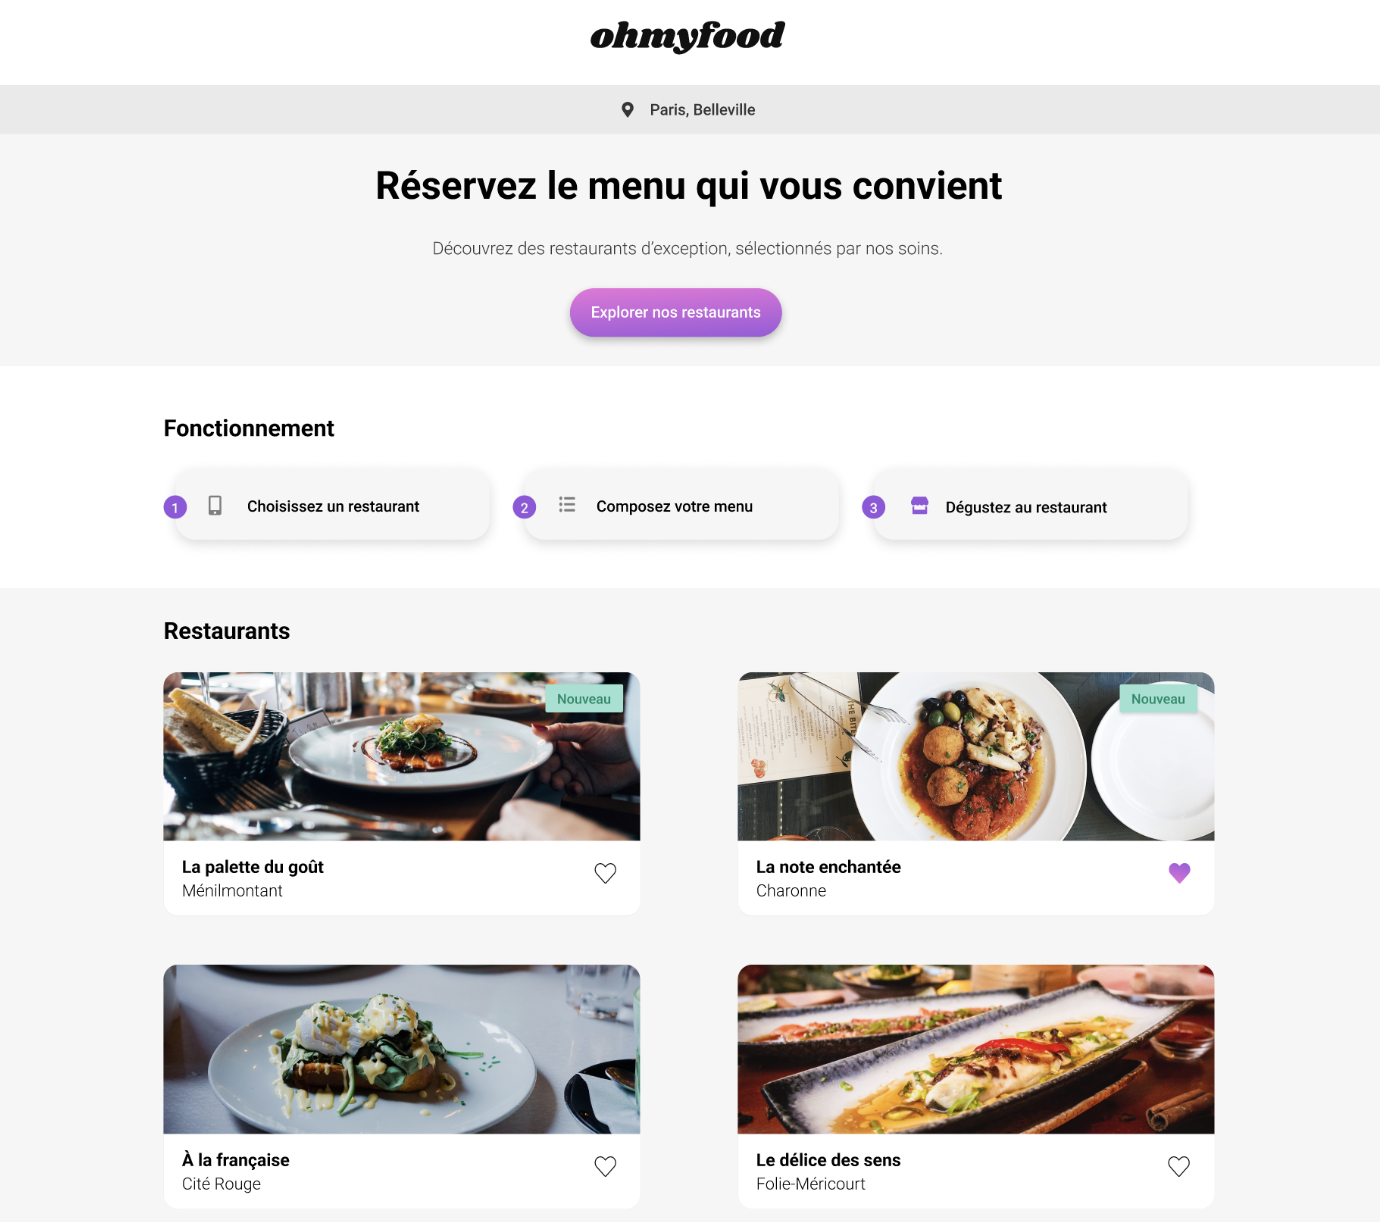 ohmyfood
Paris, Belleville
Réservez le menu qui vous convient
Découvrez des restaurants d’exception, sélectionnés par nos soins.
Explorer nos restaurants
Fonctionnement
1 Choisissez un restaurant
2 Composez votre menu
3 Dégustez au restaurant
Restaurants
Nouveau
La palette du goût
Ménilmontant
Nouveau
THE BIT
La note enchantée
Charonne
À la française
Cité Rouge
Le délice des sens
Folie-Méricourt